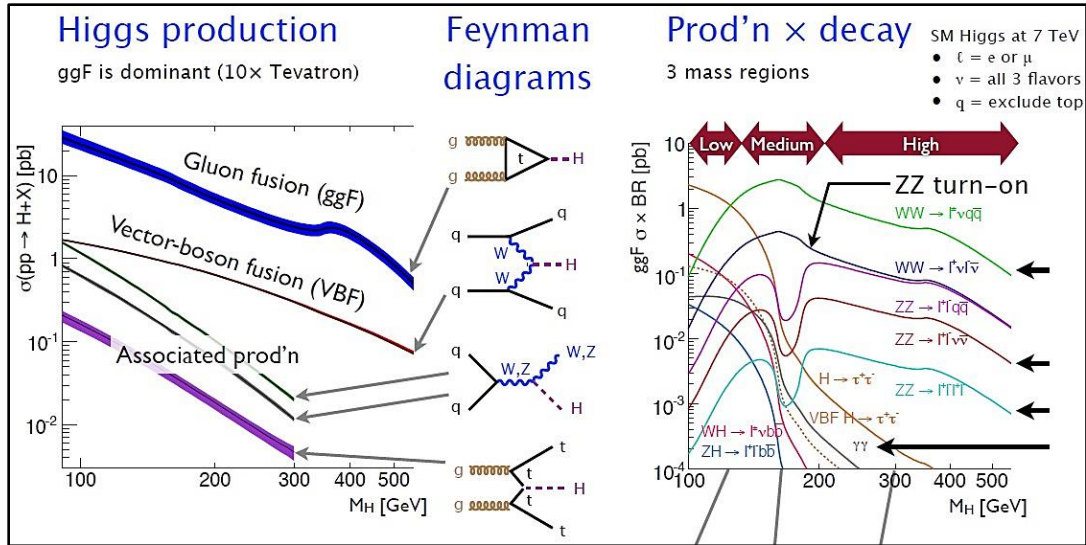 Higgs production
ggF is dominant (10× Tevatron)
σ(pp → H+X) [pb]
10
1
10⁻¹
10⁻²
Gluon fusion (ggF)
Vector-boson fusion (VBF)
Associated prod'n
100
200
300
400
500
MH [GeV]
Feynman
diagrams
g
g
t
H
q
q
W
W
H
q
q
q
q
W,Z
W,Z
H
g
g
t
t
t
t
H
Prod'n × decay
3 mass regions
SM Higgs at 7 TeV
• ℓ = e or μ
• ν = all 3 flavors
• q = exclude top
Low
Medium
High
ggF σ × BR [pb]
10
1
10⁻¹
10⁻²
10⁻³
10⁻⁴
ZZ turn-on
WW → l±νqq̄
WW → l⁺νl⁻ν̄
ZZ → l⁺l⁻qq̄
ZZ → l⁺l⁻νν̄
H → τ⁺τ⁻
ZZ → l⁺l⁻l⁺l⁻
VBF H → τ⁺τ⁻
WH → l±νbb̄
ZH → l⁺l⁻bb̄
γγ
100
200
300
400
500
MH [GeV]